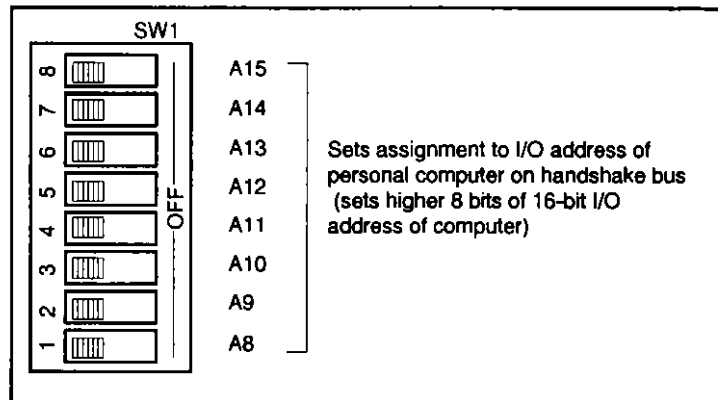 SW1
8 A15
7 A14
6 A13
5 A12
4 A11
3 A10
2 A9
1 A8
OFF
Sets assignment to I/O address of
personal computer on handshake bus
(sets higher 8 bits of 16-bit I/O
address of computer)